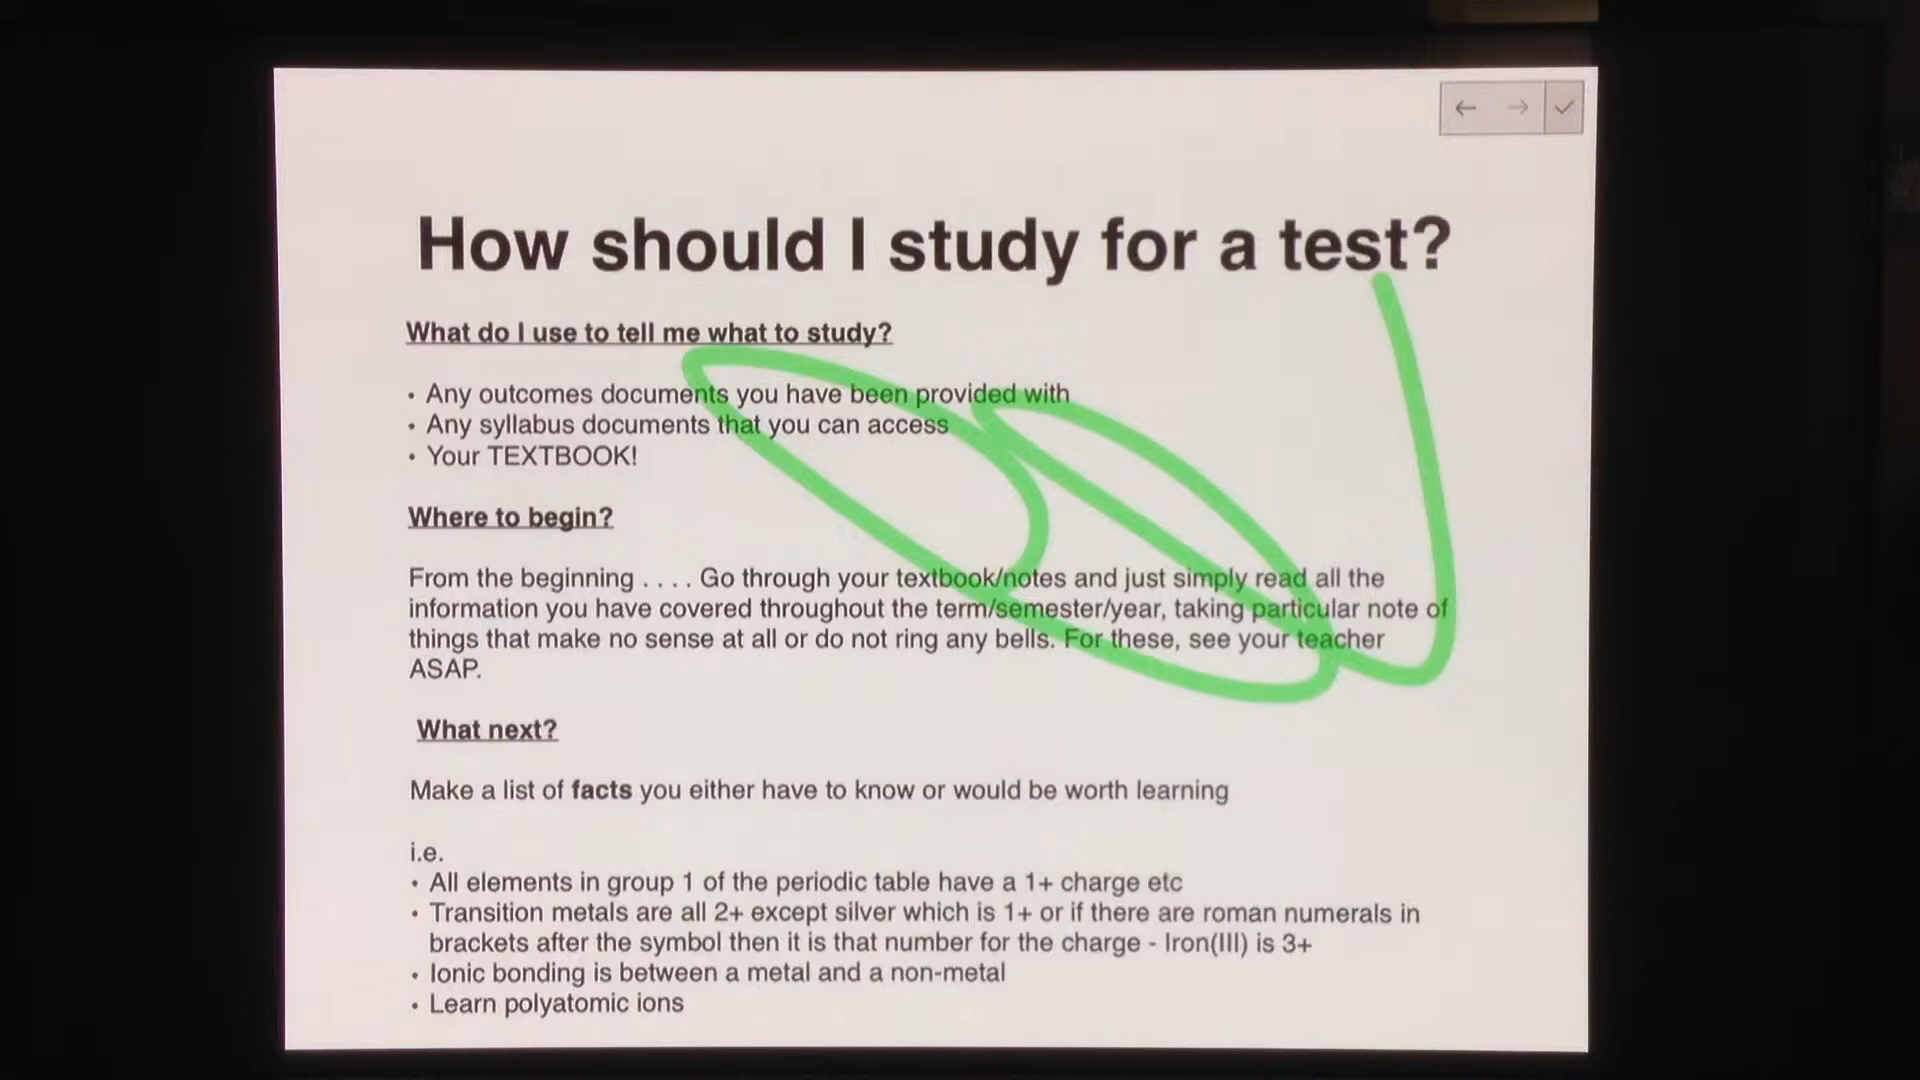 How should I study for a test?
What do I use to tell me what to study?
• Any outcomes documents you have been provided with
• Any syllabus documents that you can access
• Your TEXTBOOK!
Where to begin?
From the beginning . . . . Go through your textbook/notes and just simply read all the
information you have covered throughout the term/semester/year, taking particular note of
things that make no sense at all or do not ring any bells. For these, see your teacher
ASAP.
What next?
Make a list of facts you either have to know or would be worth learning
i.e.
• All elements in group 1 of the periodic table have a 1+ charge etc
• Transition metals are all 2+ except silver which is 1+ or if there are roman numerals in
brackets after the symbol then it is that number for the charge - Iron(III) is 3+
• Ionic bonding is between a metal and a non-metal
• Learn polyatomic ions